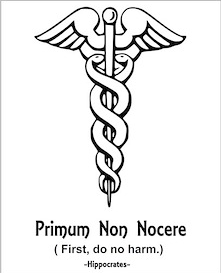 Primum Non Nocere
( First, do no harm.)
~Hippocrates~